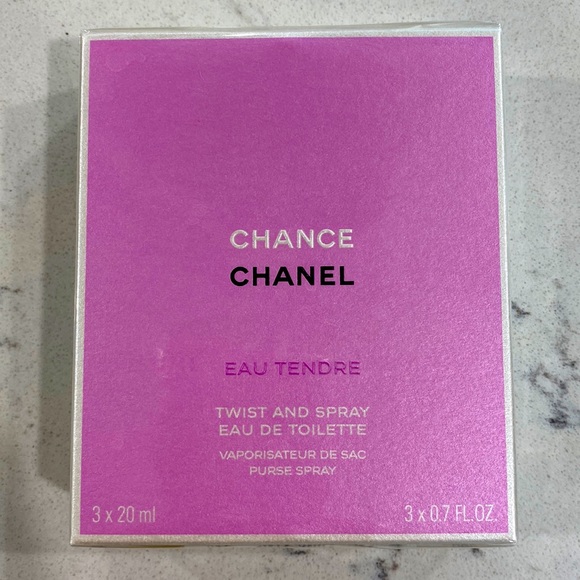 CHANCE
CHANEL
EAU TENDRE
TWIST AND SPRAY
EAU DE TOILETTE
VAPORISATEUR DE SAC
PURSE SPRAY
3 x 20 ml
3 x 0.7 FL.OZ.